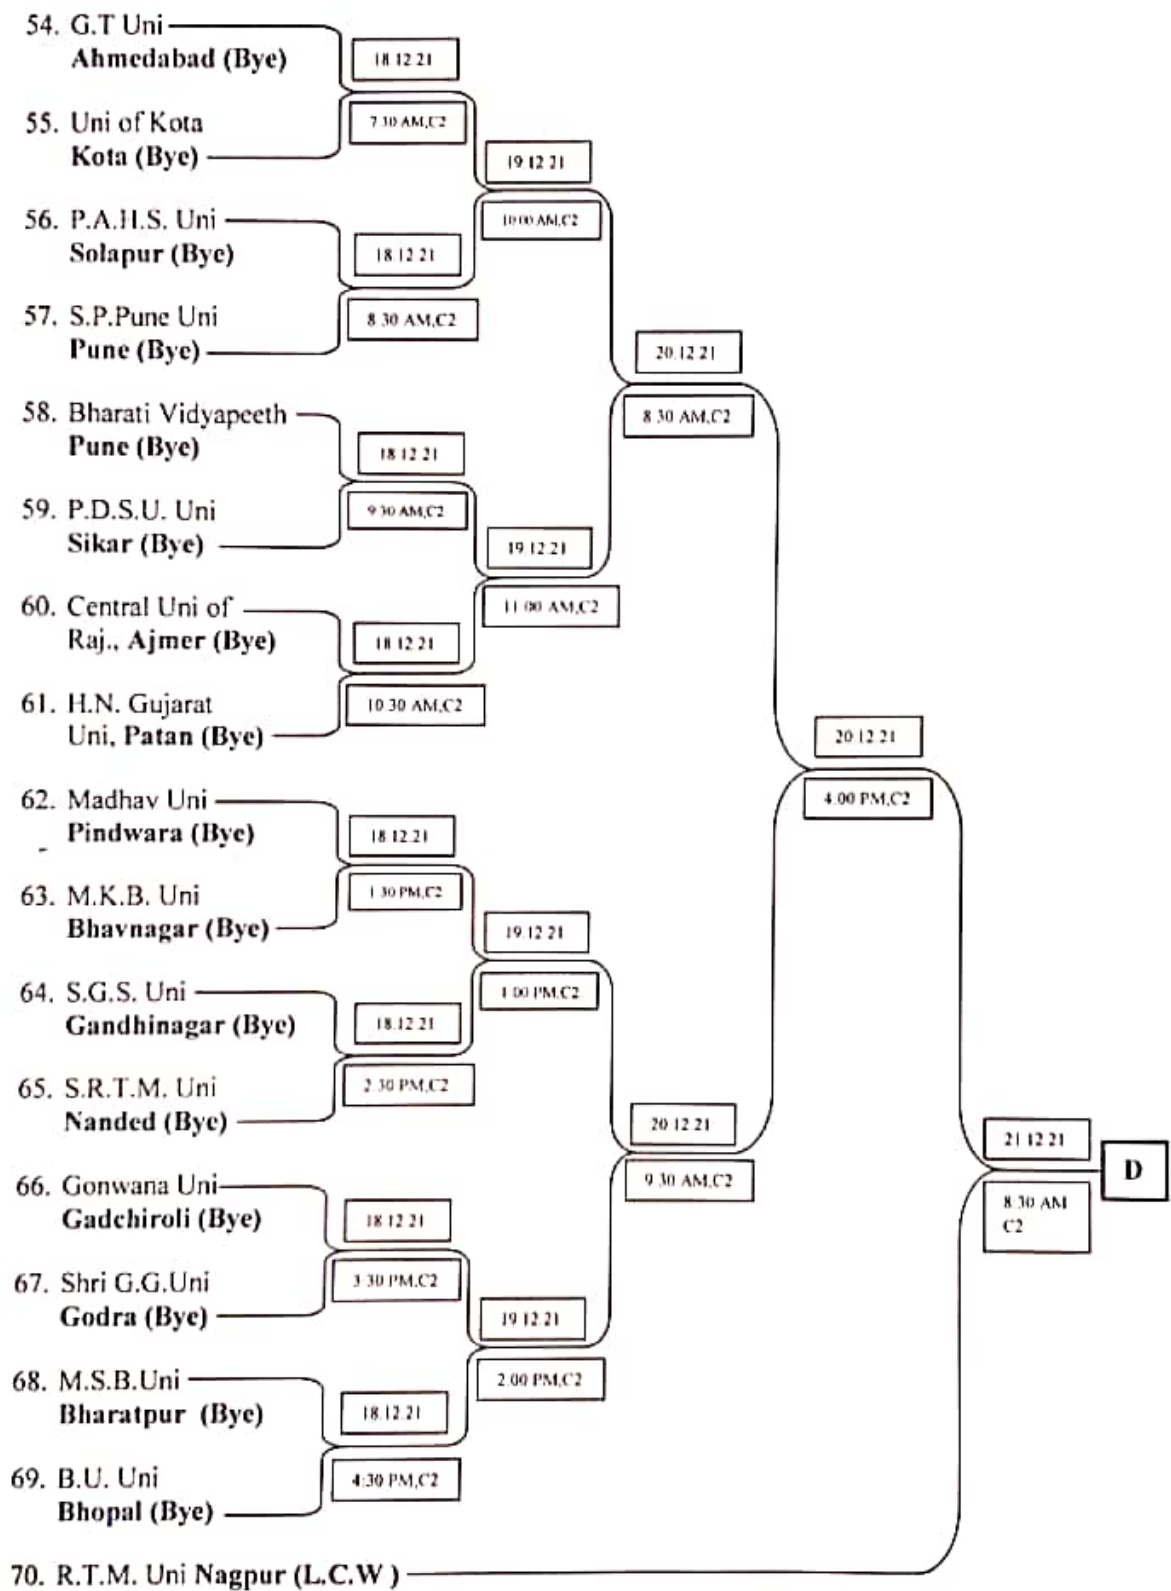 54. G.T Uni
Ahmedabad (Bye)
18.12.21
7 30 AM,C2
55. Uni of Kota
Kota (Bye)
19.12.21
10 00 AM,C2
56. P.A.H.S. Uni
Solapur (Bye)
18.12.21
8 30 AM,C2
57. S.P.Pune Uni
Pune (Bye)
20.12.21
8 30 AM,C2
58. Bharati Vidyapeeth
Pune (Bye)
18.12.21
9 30 AM,C2
59. P.D.S.U. Uni
Sikar (Bye)
19.12.21
11 00 AM,C2
60. Central Uni of
Raj., Ajmer (Bye)
18.12.21
10 30 AM,C2
61. H.N. Gujarat
Uni, Patan (Bye)
20 12 21
4.00 PM,C2
62. Madhav Uni
Pindwara (Bye)
18.12.21
1 30 PM,C2
63. M.K.B. Uni
Bhavnagar (Bye)
19.12.21
1 00 PM,C2
64. S.G.S. Uni
Gandhinagar (Bye)
18.12.21
2 30 PM,C2
65. S.R.T.M. Uni
Nanded (Bye)
20 12 21
9 30 AM,C2
66. Gonwana Uni
Gadchiroli (Bye)
18 12 21
3 30 PM,C2
67. Shri G.G.Uni
Godra (Bye)
19 12 21
2.00 PM,C2
21 12 21
8 30 AM
C2
D
68. M.S.B.Uni
Bharatpur (Bye)
18.12.21
4:30 PM,C2
69. B.U. Uni
Bhopal (Bye)
70. R.T.M. Uni Nagpur (L.C.W )